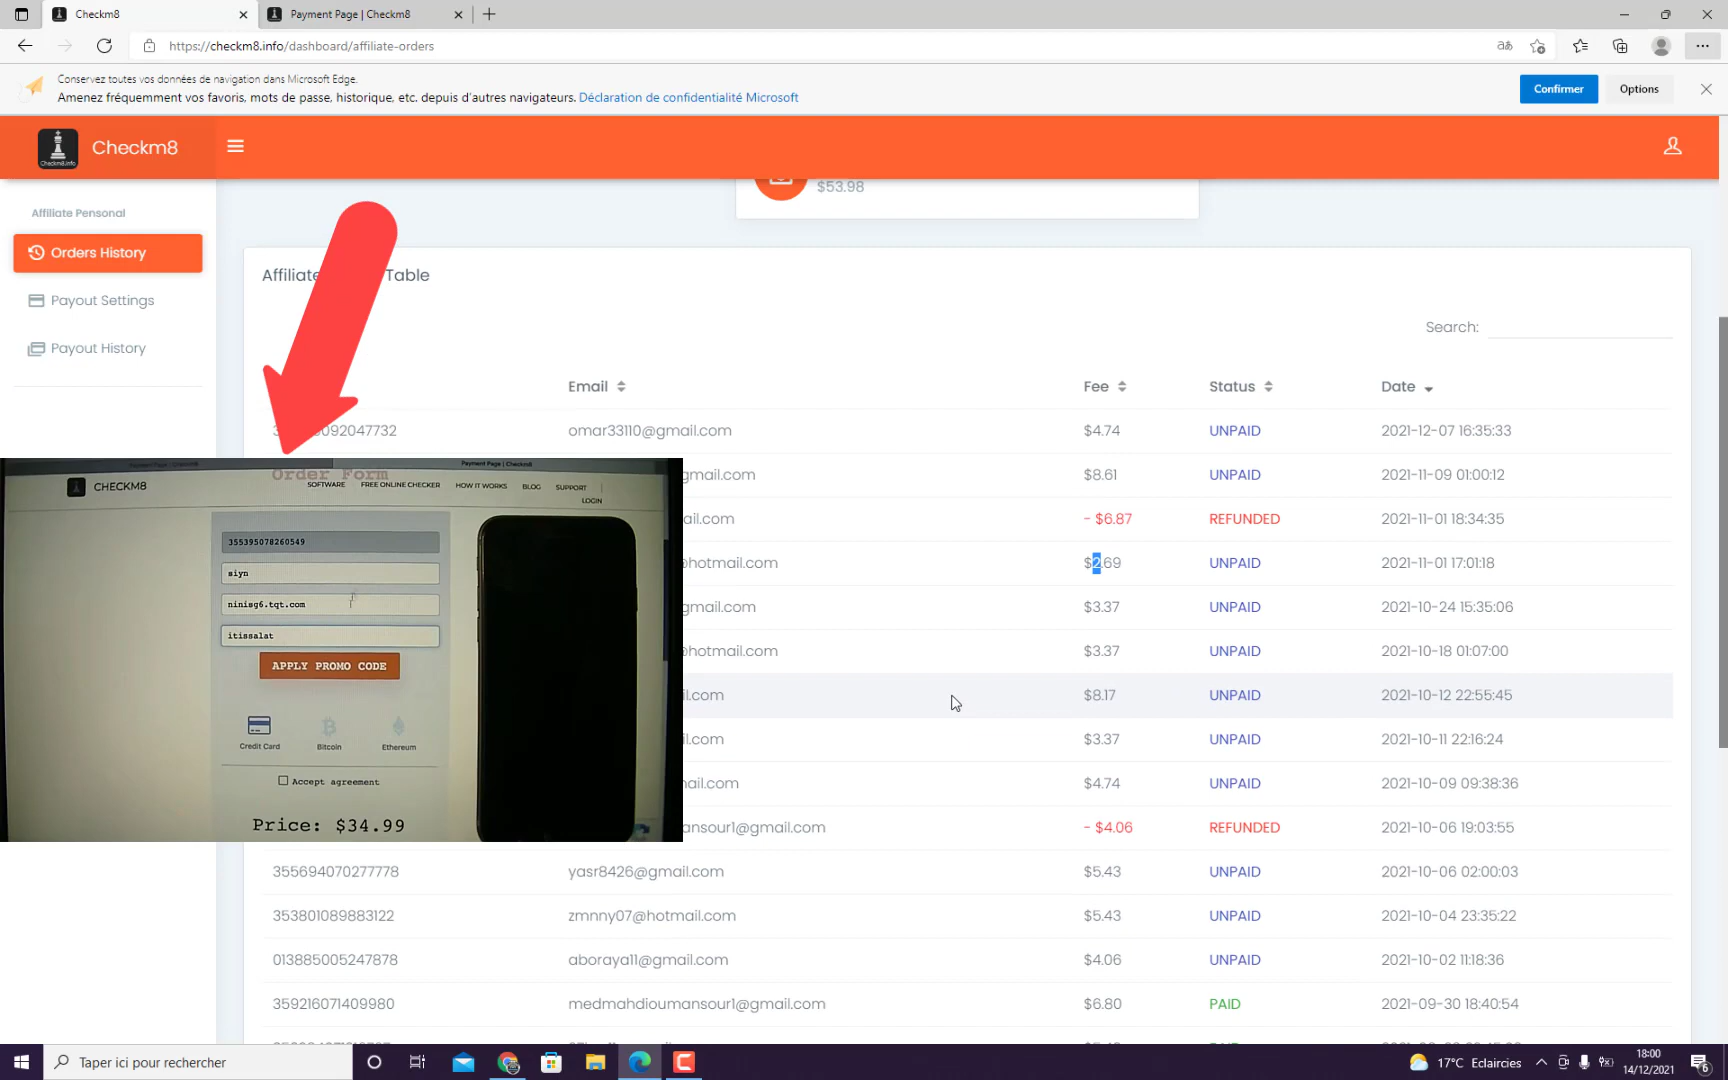 Checkm8
Payment Page | Checkm8
https://checkm8.info/dashboard/affiliate-orders
Conservez toutes vos données de navigation dans Microsoft Edge.
Amenez fréquemment vos favoris, mots de passe, historique, etc. depuis d'autres navigateurs. Déclaration de confidentialité Microsoft
Confirmer
Options
Checkm8
$53.98
Affiliate Pensonal
Orders History
Payout Settings
Payout History
Affiliate Table
Search:
Email Fee Status Date
092047732 omar33110@gmail.com $4.74 UNPAID 2021-12-07 16:35:33
gmail.com $8.61 UNPAID 2021-11-09 01:00:12
ail.com - $6.87 REFUNDED 2021-11-01 18:34:35
@hotmail.com $2.69 UNPAID 2021-11-01 17:01:18
gmail.com $3.37 UNPAID 2021-10-24 15:35:06
@hotmail.com $3.37 UNPAID 2021-10-18 01:07:00
il.com $8.17 UNPAID 2021-10-12 22:55:45
il.com $3.37 UNPAID 2021-10-11 22:16:24
ail.com $4.74 UNPAID 2021-10-09 09:38:36
ansour1@gmail.com - $4.06 REFUNDED 2021-10-06 19:03:55
355694070277778 yasr8426@gmail.com $5.43 UNPAID 2021-10-06 02:00:03
353801089883122 zmnny07@hotmail.com $5.43 UNPAID 2021-10-04 23:35:22
013885005247878 aboraya11@gmail.com $4.06 UNPAID 2021-10-02 11:18:36
359216071409980 medmahdioumansour1@gmail.com $6.80 PAID 2021-09-30 18:40:54
Payment Page | Checkm8
Order Form
CHECKM8
SOFTWARE FREE ONLINE CHECKER HOW IT WORKS BLOG SUPPORT
LOGIN
355395078260549
siyn
ninisg6.tqt.com
itissalat
APPLY PROMO CODE
Credit Card Bitcoin Ethereum
Accept agreement
Price: $34.99
Taper ici pour rechercher
17°C Eclaircies
18:00
14/12/2021
6